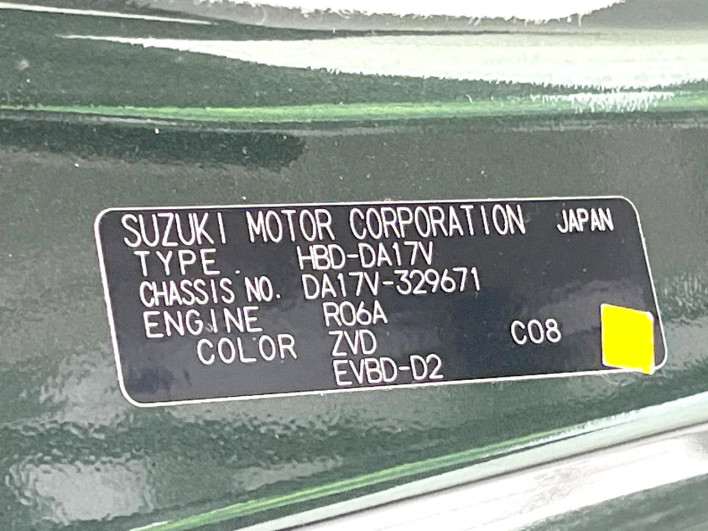 SUZUKI MOTOR CORPORATION JAPAN
TYPE HBD-DA17V
CHASSIS NO. DA17V-329671
ENGINE R06A
COLOR ZVD C08
EVBD-D2